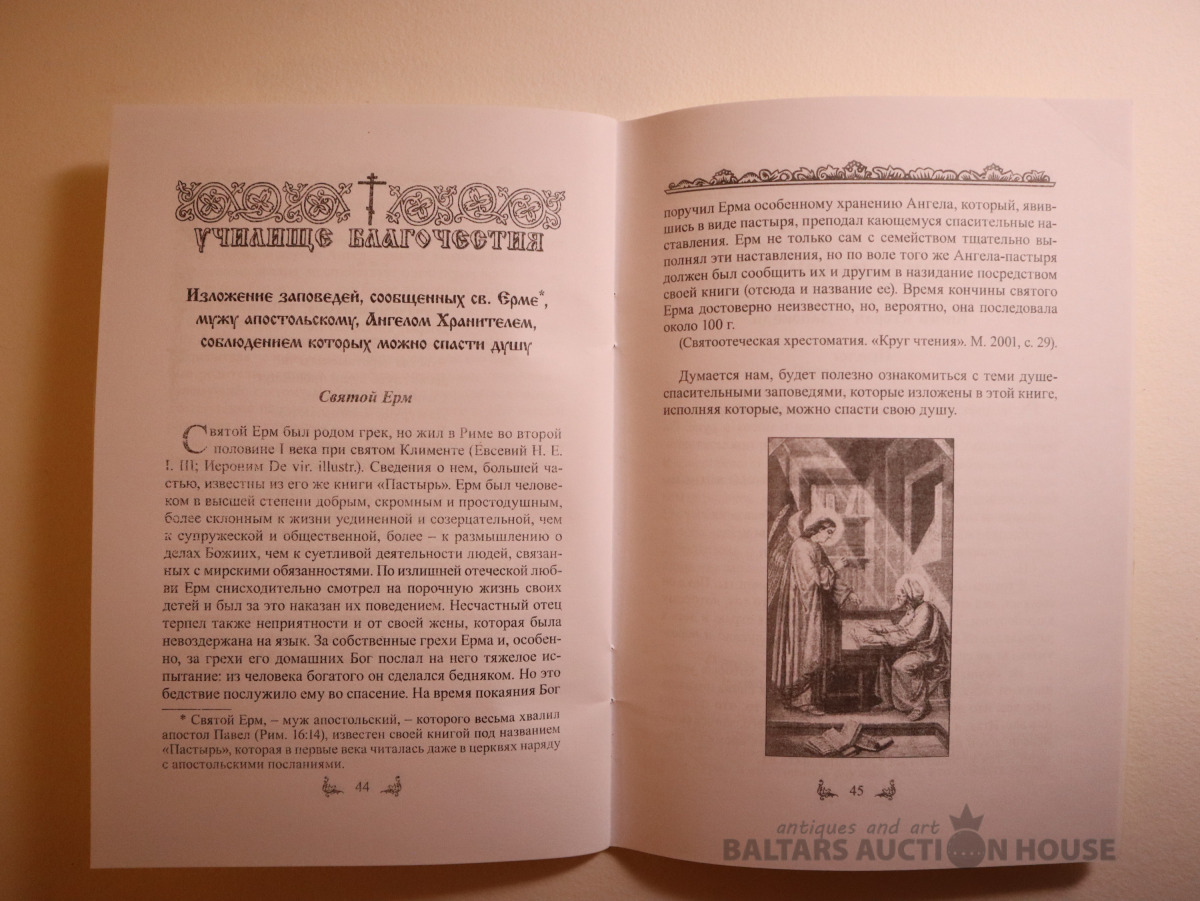 УЧИЛИЩЕ БЛАГОЧЕСТИЯ
Изложение заповедей, сообщенных св. Ерме*,
мужу апостольскому, Ангелом Хранителем,
соблюдением которых можно спасти душу
Святой Ерм
Святой Ерм был родом грек, но жил в Риме во второй
половине I века при святом Клименте (Евсевий Н. Е.
I. III; Иероним De vir. illustr.). Сведения о нем, большей ча-
стью, известны из его же книги «Пастырь». Ерм был челове-
ком в высшей степени добрым, скромным и простодушным,
более склонным к жизни уединенной и созерцательной, чем
к супружеской и общественной, более – к размышлению о
делах Божиих, чем к суетливой деятельности людей, связан-
ных с мирскими обязанностями. По излишней отеческой люб-
ви Ерм снисходительно смотрел на порочную жизнь своих
детей и был за это наказан их поведением. Несчастный отец
терпел также неприятности и от своей жены, которая была
невоздержана на язык. За собственные грехи Ерма и, особен-
но, за грехи его домашних Бог послал на него тяжелое ис-
пытание: из человека богатого он сделался бедняком. Но это
бедствие послужило ему во спасение. На время покаяния Бог
* Святой Ерм, – муж апостольский, – которого весьма хвалил
апостол Павел (Рим. 16:14), известен своей книгой под названием
«Пастырь», которая в первые века читалась даже в церквях наряду
с апостольскими посланиями.
44
поручил Ерма особенному хранению Ангела, который, явив-
шись в виде пастыря, преподал кающемуся спасительные на-
ставления. Ерм не только сам с семейством тщательно вы-
полнял эти наставления, но по воле того же Ангела-пастыря
должен был сообщить их и другим в назидание посредством
своей книги (отсюда и название ее). Время кончины святого
Ерма достоверно неизвестно, но, вероятно, она последовала
около 100 г.
(Святоотеческая хрестоматия. «Круг чтения». М. 2001, с. 29).
Думается нам, будет полезно ознакомиться с теми душе-
спасительными заповедями, которые изложены в этой книге,
исполняя которые, можно спасти свою душу.
45
antiques and art
BALTARS AUCTION HOUSE